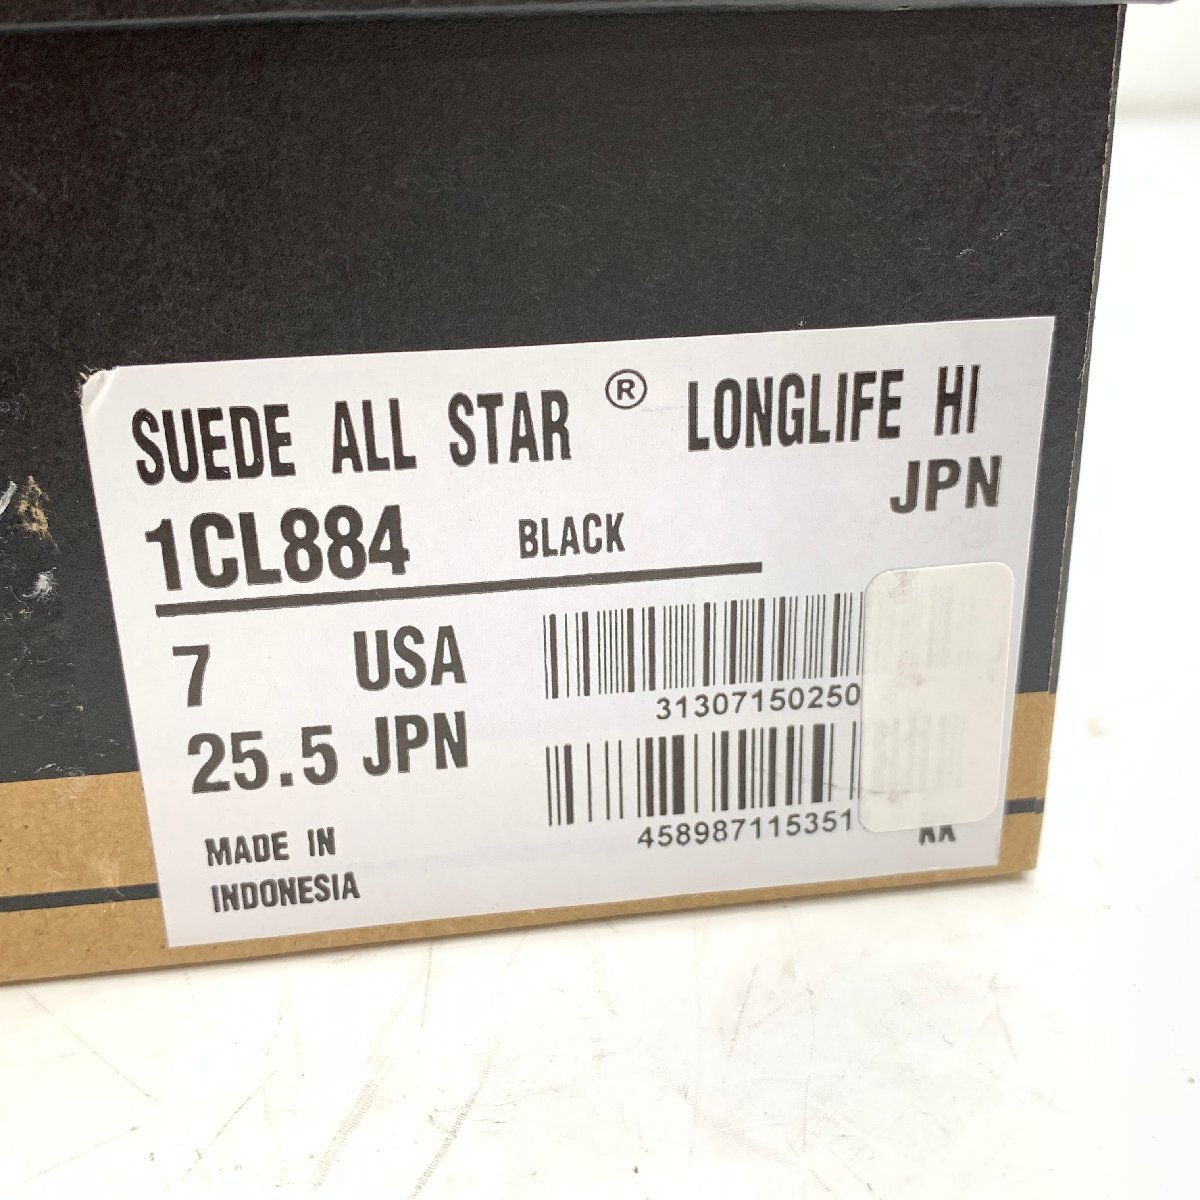 SUEDE ALL STAR ® LONGLIFE HI
JPN
1CL884 BLACK
7 USA
31307150250
25.5 JPN
458987115351
MADE IN
INDONESIA